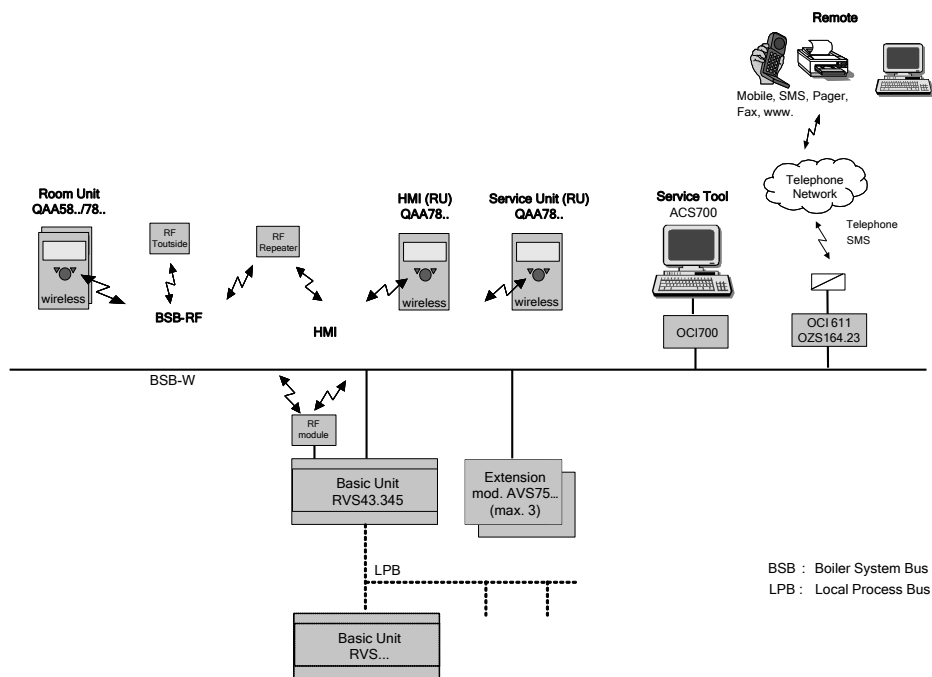 Remote
Mobile, SMS, Pager,
Fax, www.
Telephone
Network
Telephone
SMS
Room Unit
QAA58../78..
wireless
RF
Toutside
BSB-RF
RF
Repeater
HMI
HMI (RU)
QAA78..
wireless
Service Unit (RU)
QAA78..
wireless
Service Tool
ACS700
OCI700
OCI 611
OZS164.23
BSB-W
RF
module
Basic Unit
RVS43.345
Extension
mod. AVS75...
(max. 3)
LPB
Basic Unit
RVS...
BSB : Boiler System Bus
LPB : Local Process Bus